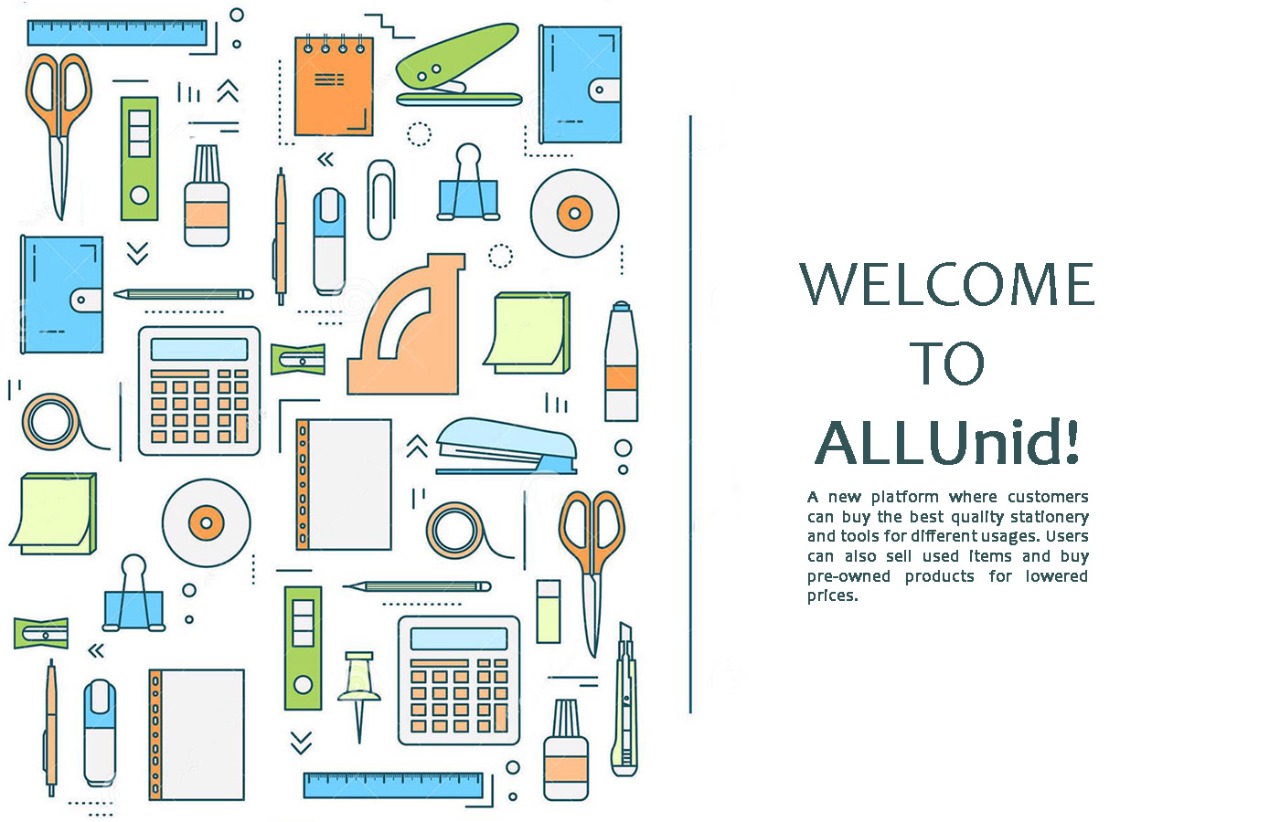 WELCOME
TO
ALLUnid!
A new platform where customers
can buy the best quality stationery
and tools for different usages. Users
can also sell used items and buy
pre-owned products for lowered
prices.